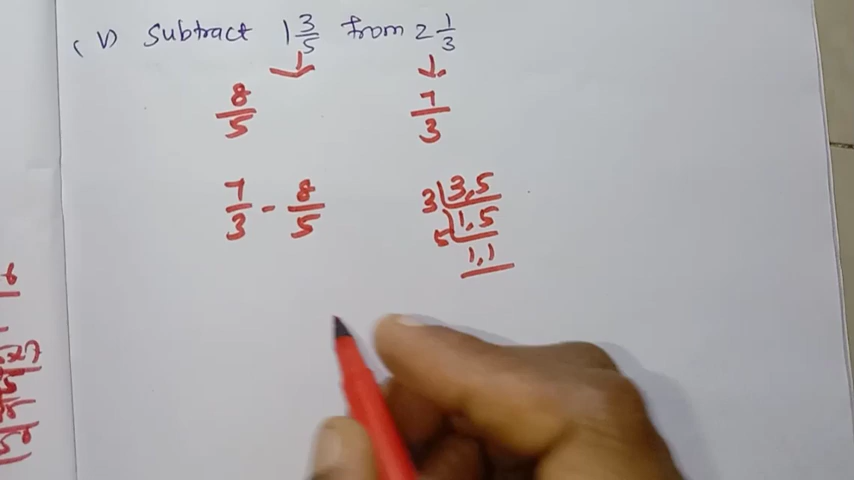 (V) Subtract 1 3/5 from 2 1/3
8/5 7/3
7/3 - 8/5
3 | 3,5
5 | 1,5
1,1